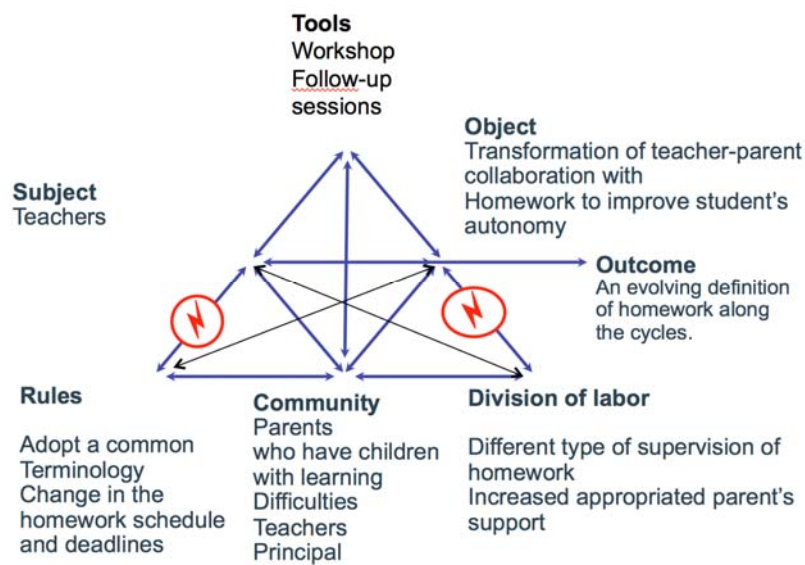 Tools
Workshop
Follow-up
sessions
Subject
Teachers
Object
Transformation of teacher-parent
collaboration with
Homework to improve student's
autonomy
Outcome
An evolving definition
of homework along
the cycles.
Rules
Adopt a common
Terminology
Change in the
homework schedule
and deadlines
Community
Parents
who have children
with learning
Difficulties
Teachers
Principal
Division of labor
Different type of supervision of
homework
Increased appropriated parent's
support